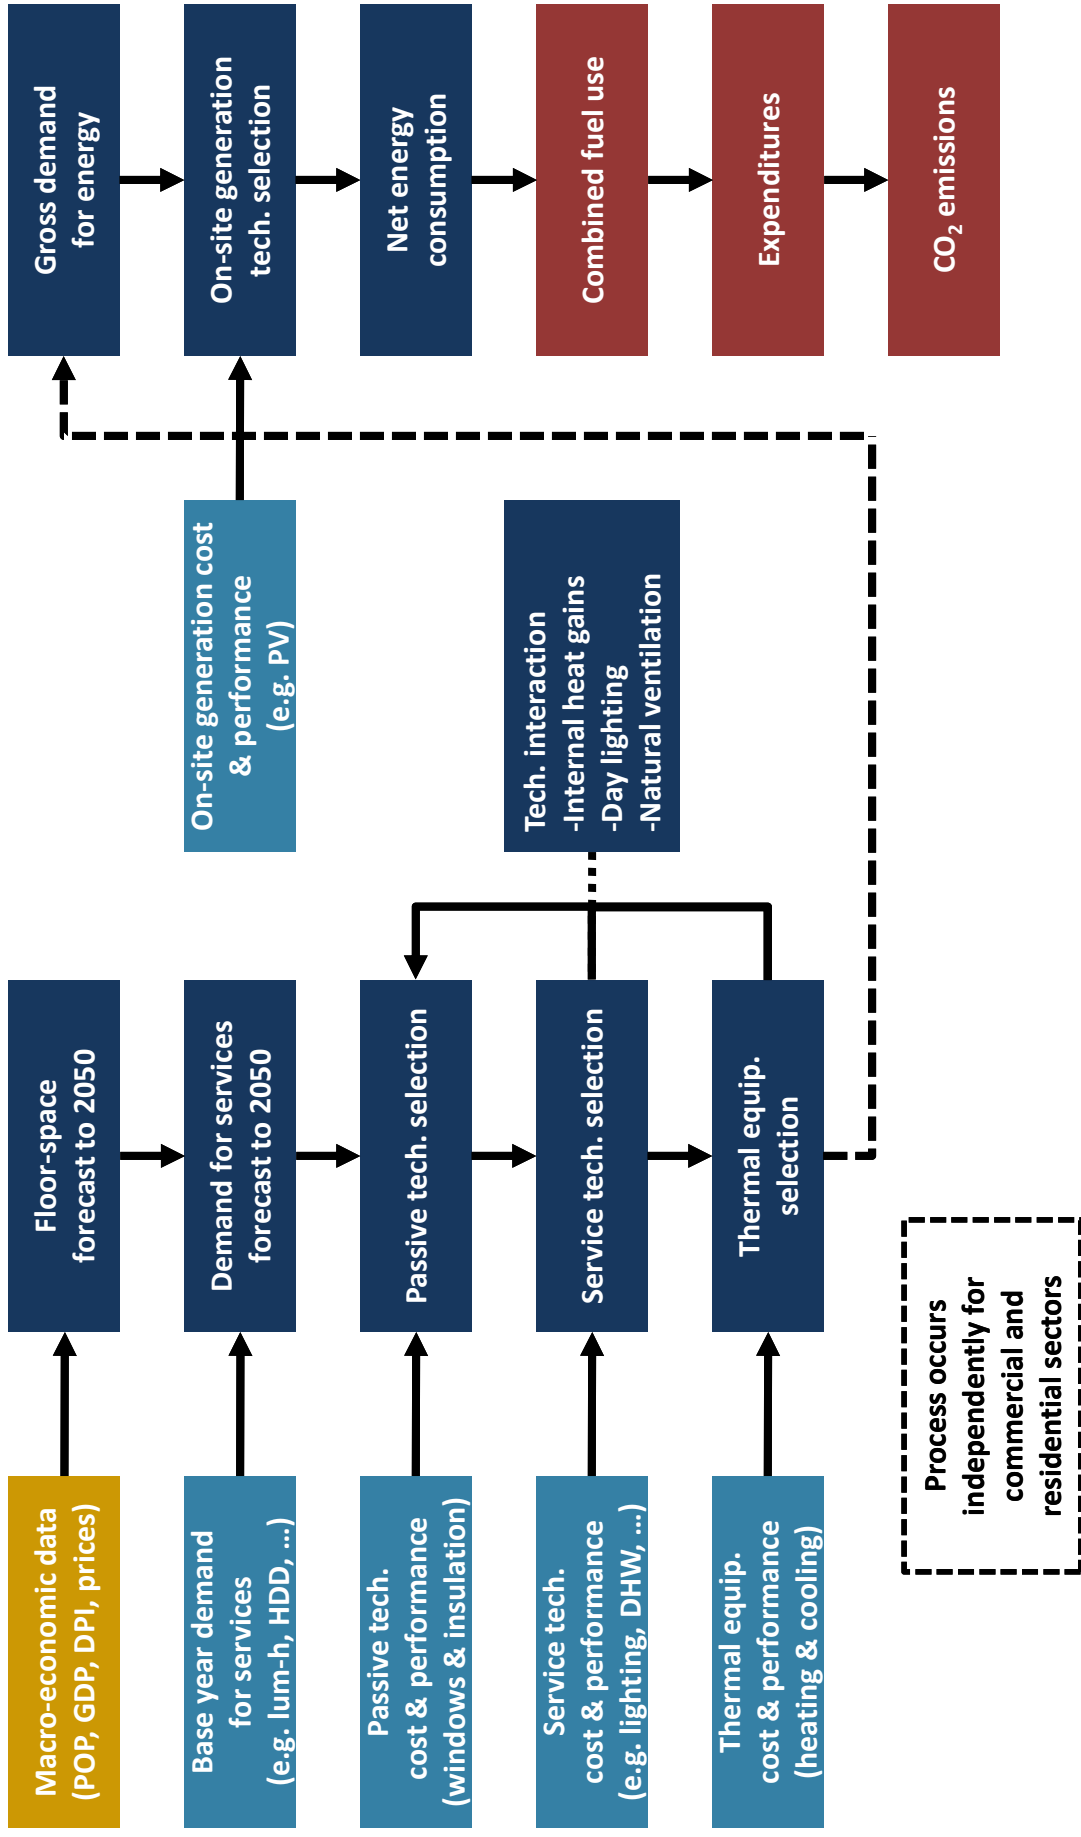 Macro-economic data
(POP, GDP, DPI, prices)
Base year demand
for services
(e.g. lum-h, HDD, ...)
Passive tech.
cost & performance
(windows & insulation)
Service tech.
cost & performance
(e.g. lighting, DHW, ...)
Thermal equip.
cost & performance
(heating & cooling)
Floor-space
forecast to 2050
Demand for services
forecast to 2050
Passive tech. selection
Service tech. selection
Thermal equip.
selection
Process occurs
independently for
commercial and
residential sectors
On-site generation cost
& performance
(e.g. PV)
Tech. interaction
-Internal heat gains
-Day lighting
-Natural ventilation
Gross demand
for energy
On-site generation
tech. selection
Net energy
consumption
Combined fuel use
Expenditures
CO₂ emissions